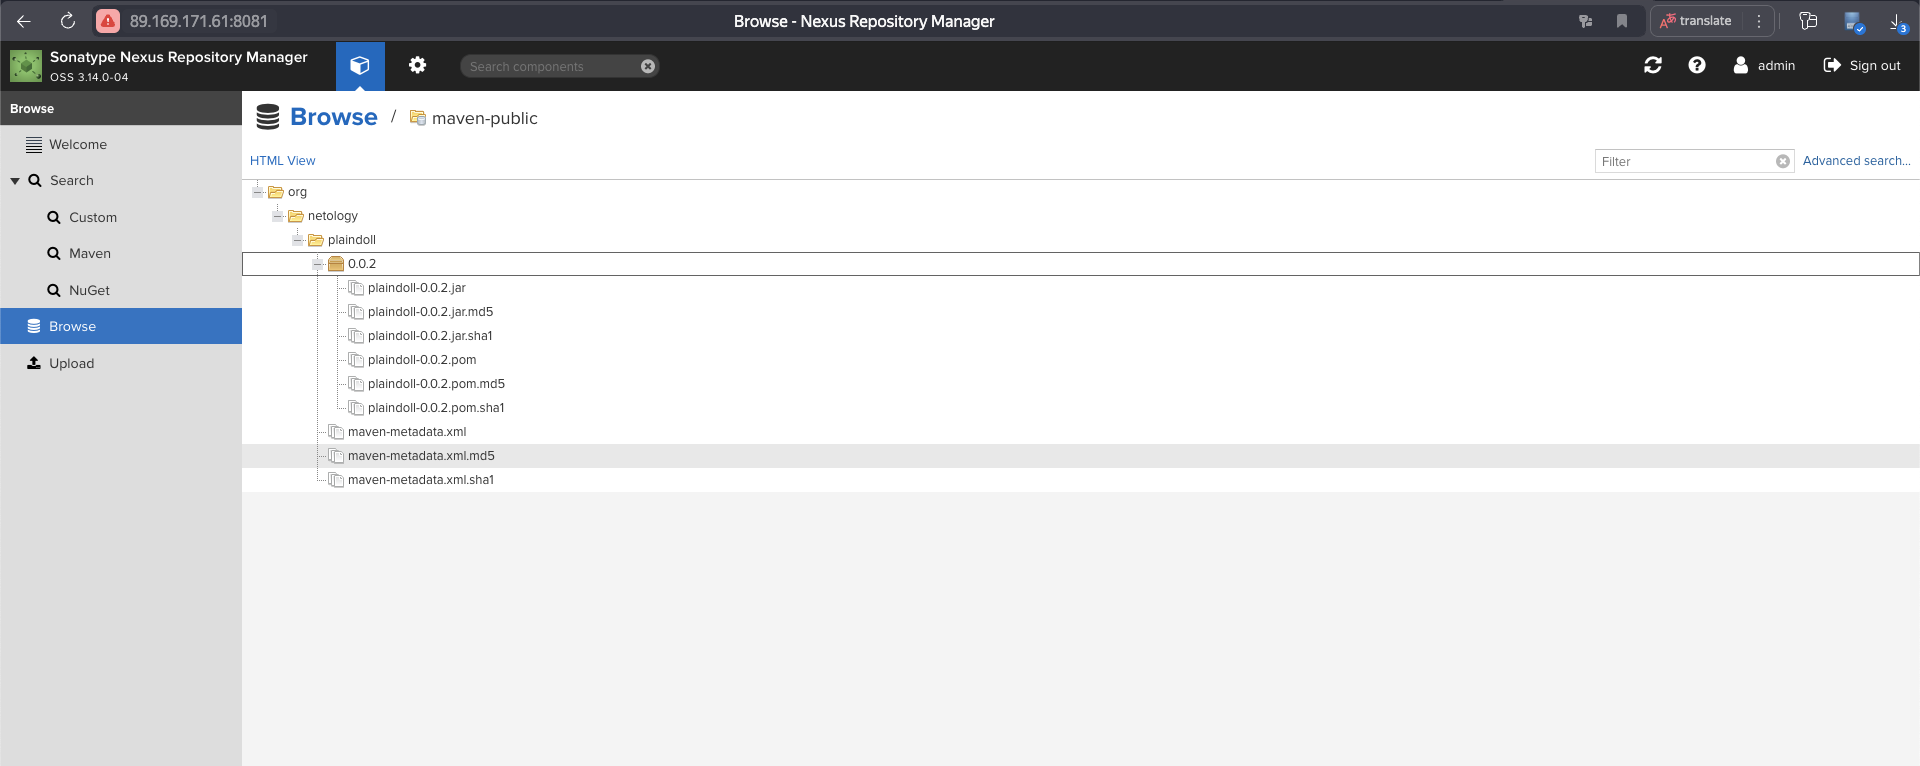 89.169.171.61:8081
Browse - Nexus Repository Manager
translate
3
Sonatype Nexus Repository Manager
OSS 3.14.0-04
Search components
admin
Sign out
Browse
Welcome
Search
Custom
Maven
NuGet
Browse
Upload
Browse / maven-public
HTML View
Filter
Advanced search...
org
netology
plaindoll
0.0.2
plaindoll-0.0.2.jar
plaindoll-0.0.2.jar.md5
plaindoll-0.0.2.jar.sha1
plaindoll-0.0.2.pom
plaindoll-0.0.2.pom.md5
plaindoll-0.0.2.pom.sha1
maven-metadata.xml
maven-metadata.xml.md5
maven-metadata.xml.sha1